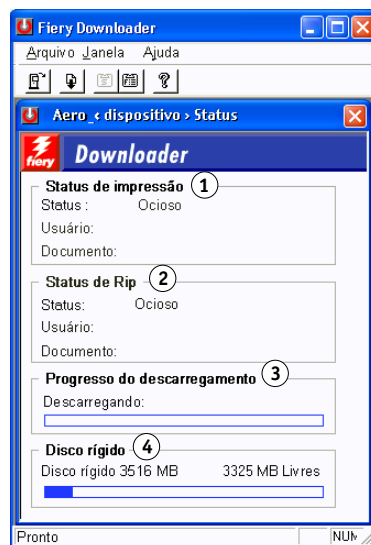 Fiery Downloader
Arquivo Janela Ajuda
Aero_< dispositivo > Status
fiery Downloader
Status de impressão 1
Status : Ocioso
Usuário:
Documento:
Status de Rip 2
Status: Ocioso
Usuário:
Documento:
Progresso do descarregamento 3
Descarregando:
Disco rígido 4
Disco rígido 3516 MB 3325 MB Livres
Pronto NUM